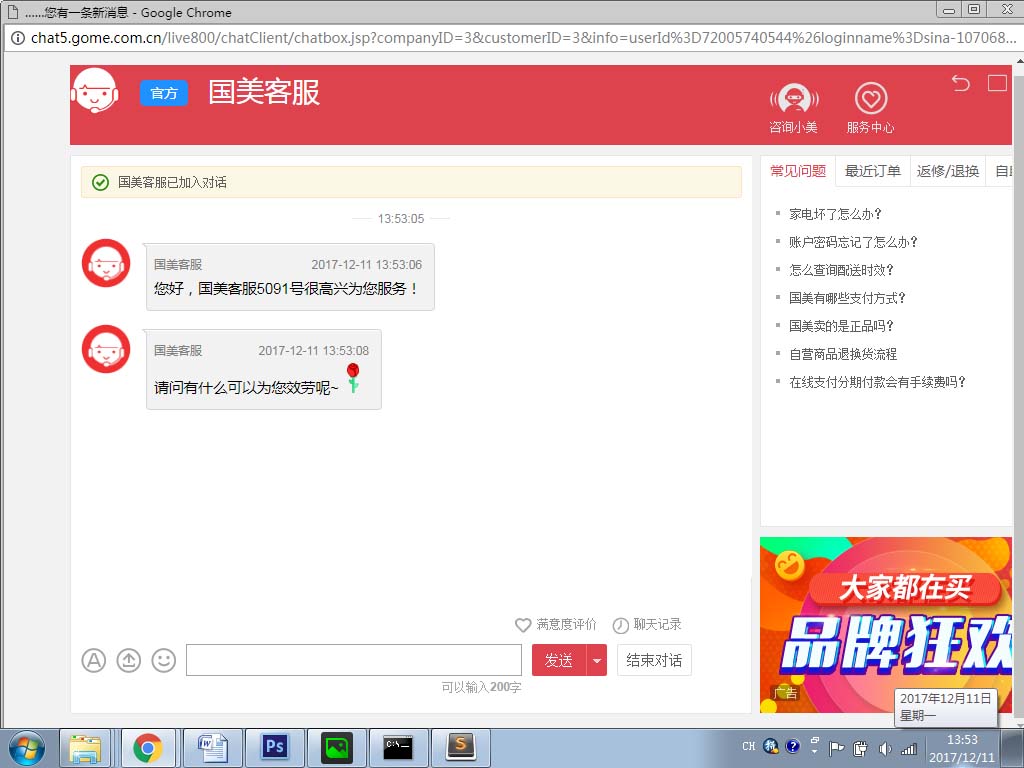 ......您有一条新消息 - Google Chrome
chat5.gome.com.cn/live800/chatClient/chatbox.jsp?companyID=3&customerID=3&info=userId%3D72005740544%26loginname%3Dsina-107068...
官方
国美客服
咨询小美
服务中心
国美客服已加入对话
13:53:05
国美客服 2017-12-11 13:53:06
您好，国美客服5091号很高兴为您服务！
国美客服 2017-12-11 13:53:08
请问有什么可以为您效劳呢~
满意度评价
聊天记录
发送
结束对话
可以输入200字
常见问题
最近订单
返修/退换
自助
家电坏了怎么办?
账户密码忘记了怎么办?
怎么查询配送时效?
国美有哪些支付方式?
国美卖的是正品吗?
自营商品退换货流程
在线支付分期付款会有手续费吗?
大家都在买
品牌狂欢
广告
2017年12月11日
星期一
W
Ps
C:\
S
CH
13:53
2017/12/11